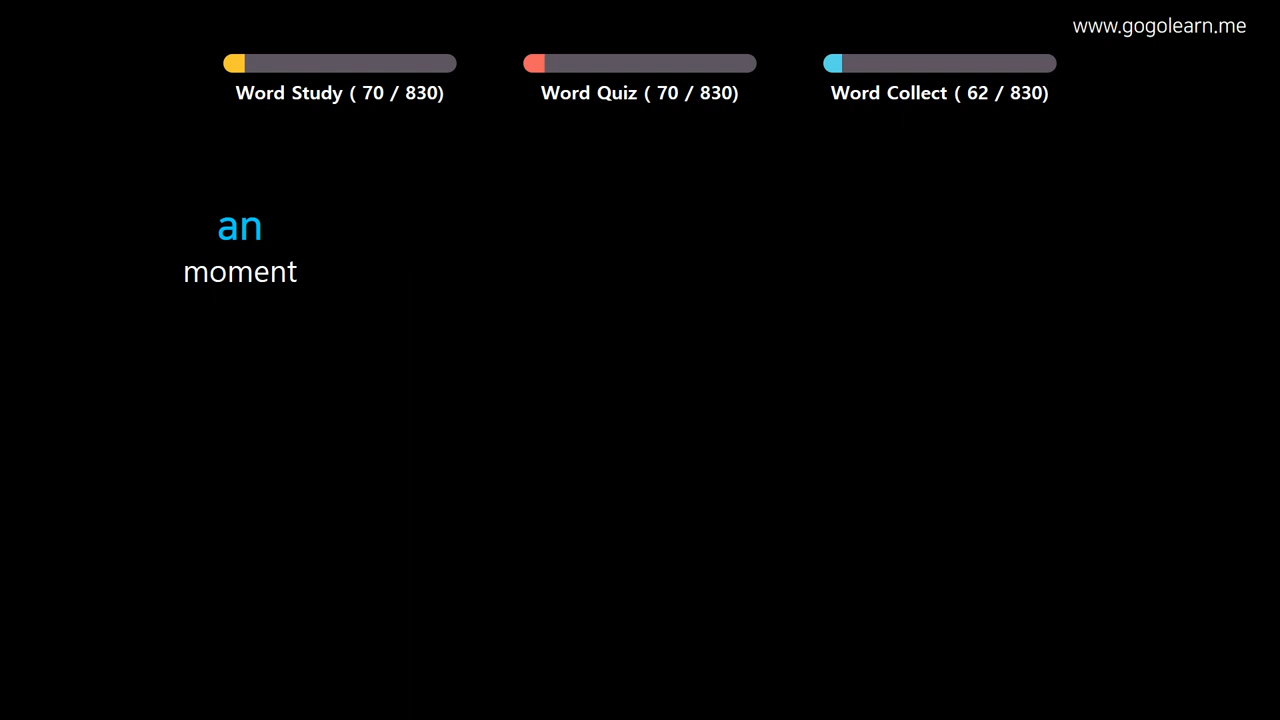 www.gogolearn.me
Word Study ( 70 / 830)
Word Quiz ( 70 / 830)
Word Collect ( 62 / 830)
an
moment